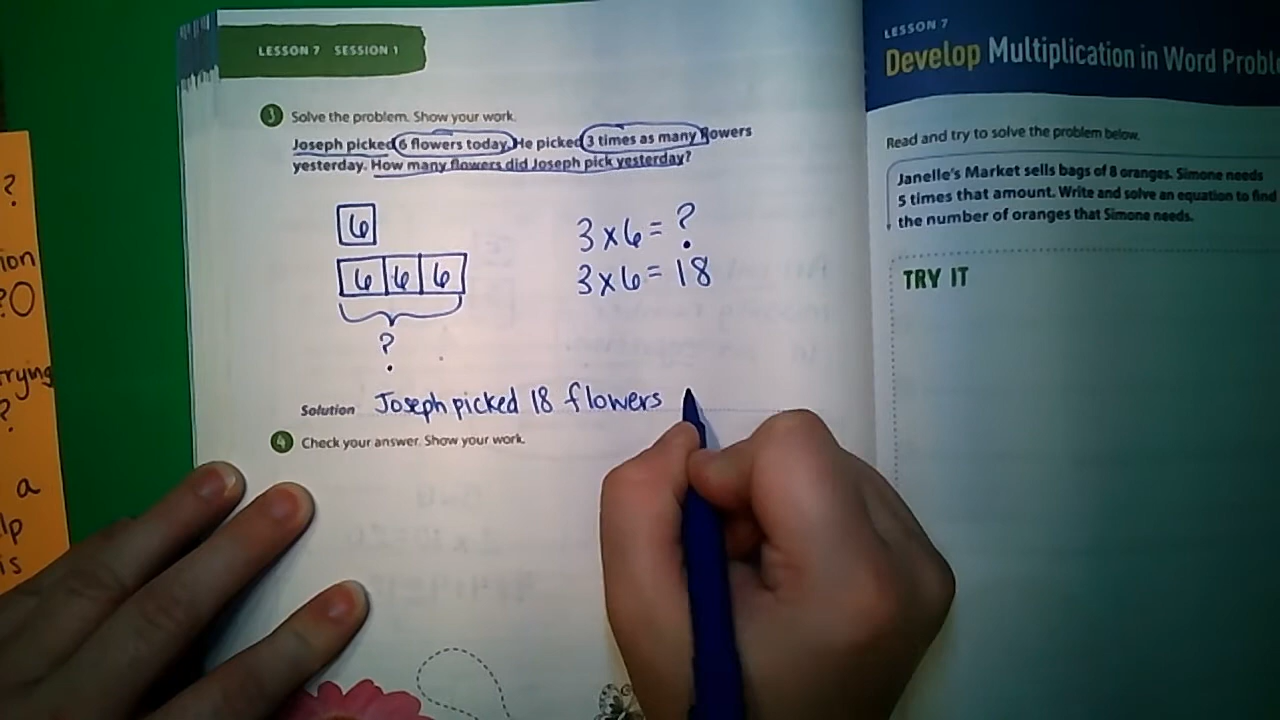 LESSON 7 SESSION 1
3 Solve the problem. Show your work.
Joseph picked 6 flowers today. He picked 3 times as many flowers
yesterday. How many flowers did Joseph pick yesterday?
6
6 6 6
?
3 x 6 = ?
3 x 6 = 18
Solution Joseph picked 18 flowers
4 Check your answer. Show your work.
LESSON 7
Develop Multiplication in Word
Read and try to solve the problem below.
Janelle's Market sells bags of 8 oranges. Simone needs
5 times that amount. Write and solve an equation to find
the number of oranges that Simone needs.
TRY IT
?
?
a
is